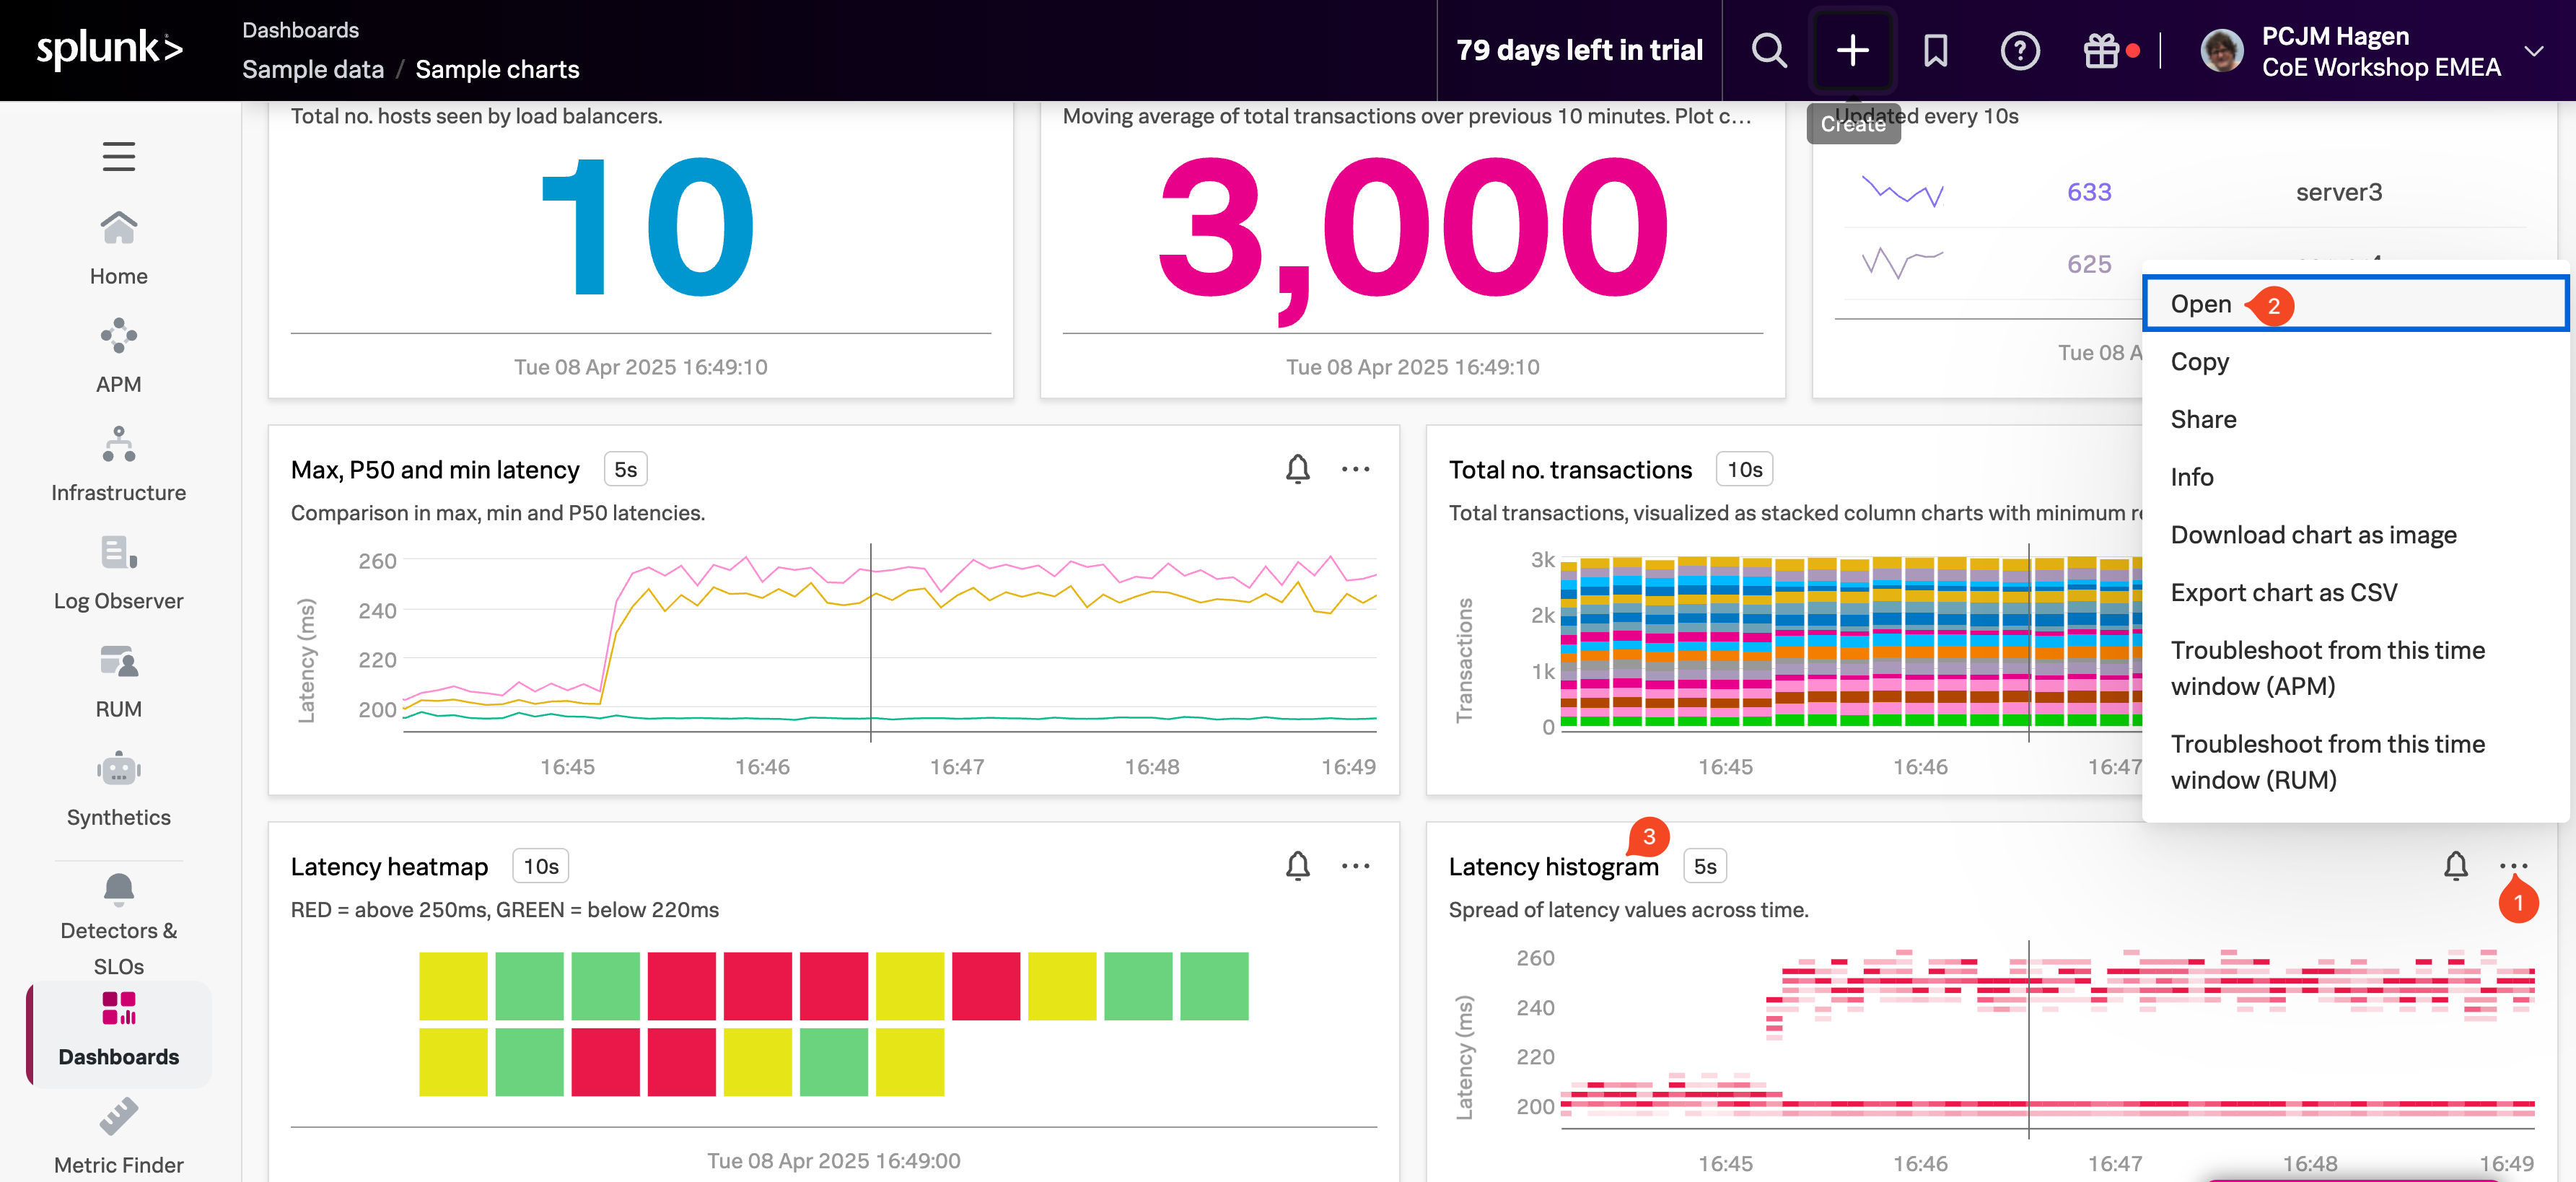 splunk>
Dashboards
Sample data / Sample charts
79 days left in trial
PCJM Hagen
CoE Workshop EMEA
Create
Home
APM
Infrastructure
Log Observer
RUM
Synthetics
Detectors &
SLOs
Dashboards
Metric Finder
Total no. hosts seen by load balancers.
10
Tue 08 Apr 2025 16:49:10
Moving average of total transactions over previous 10 minutes. Plot c...
3,000
Tue 08 Apr 2025 16:49:10
Updated every 10s
633 server3
625
Tue 08 A
Open 2
Copy
Share
Info
Download chart as image
Export chart as CSV
Troubleshoot from this time
window (APM)
Troubleshoot from this time
window (RUM)
Max, P50 and min latency 5s
Comparison in max, min and P50 latencies.
Latency (ms)
260
240
220
200
16:45 16:46 16:47 16:48 16:49
Total no. transactions 10s
Total transactions, visualized as stacked column charts with minimum r
Transactions
3k
2k
1k
0
16:45 16:46 16:47
Latency heatmap 10s
RED = above 250ms, GREEN = below 220ms
Tue 08 Apr 2025 16:49:00
3
Latency histogram 5s
1
Spread of latency values across time.
Latency (ms)
260
240
220
200
16:45 16:46 16:47 16:48 16:49